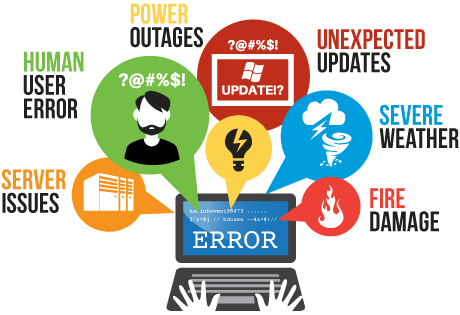 POWER
OUTAGES
HUMAN
USER
ERROR
?@#%$!
?@#%$!
UPDATE!?
UNEXPECTED
UPDATES
SEVERE
WEATHER
SERVER
ISSUES
FIRE
DAMAGE
ERROR